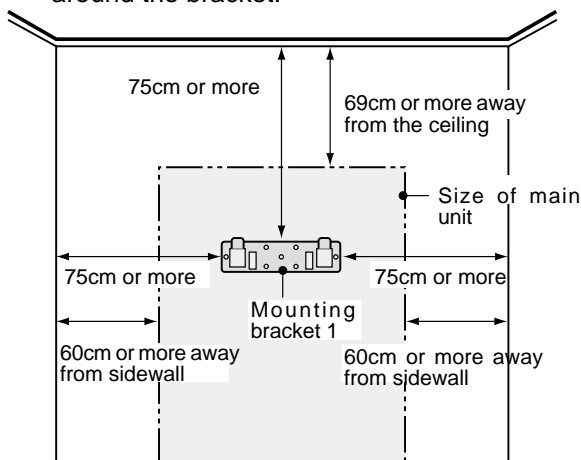 around the bracket.
75cm or more
69cm or more away
from the ceiling
Size of main
unit
75cm or more
75cm or more
Mounting
bracket 1
60cm or more away
from sidewall
60cm or more away
from sidewall